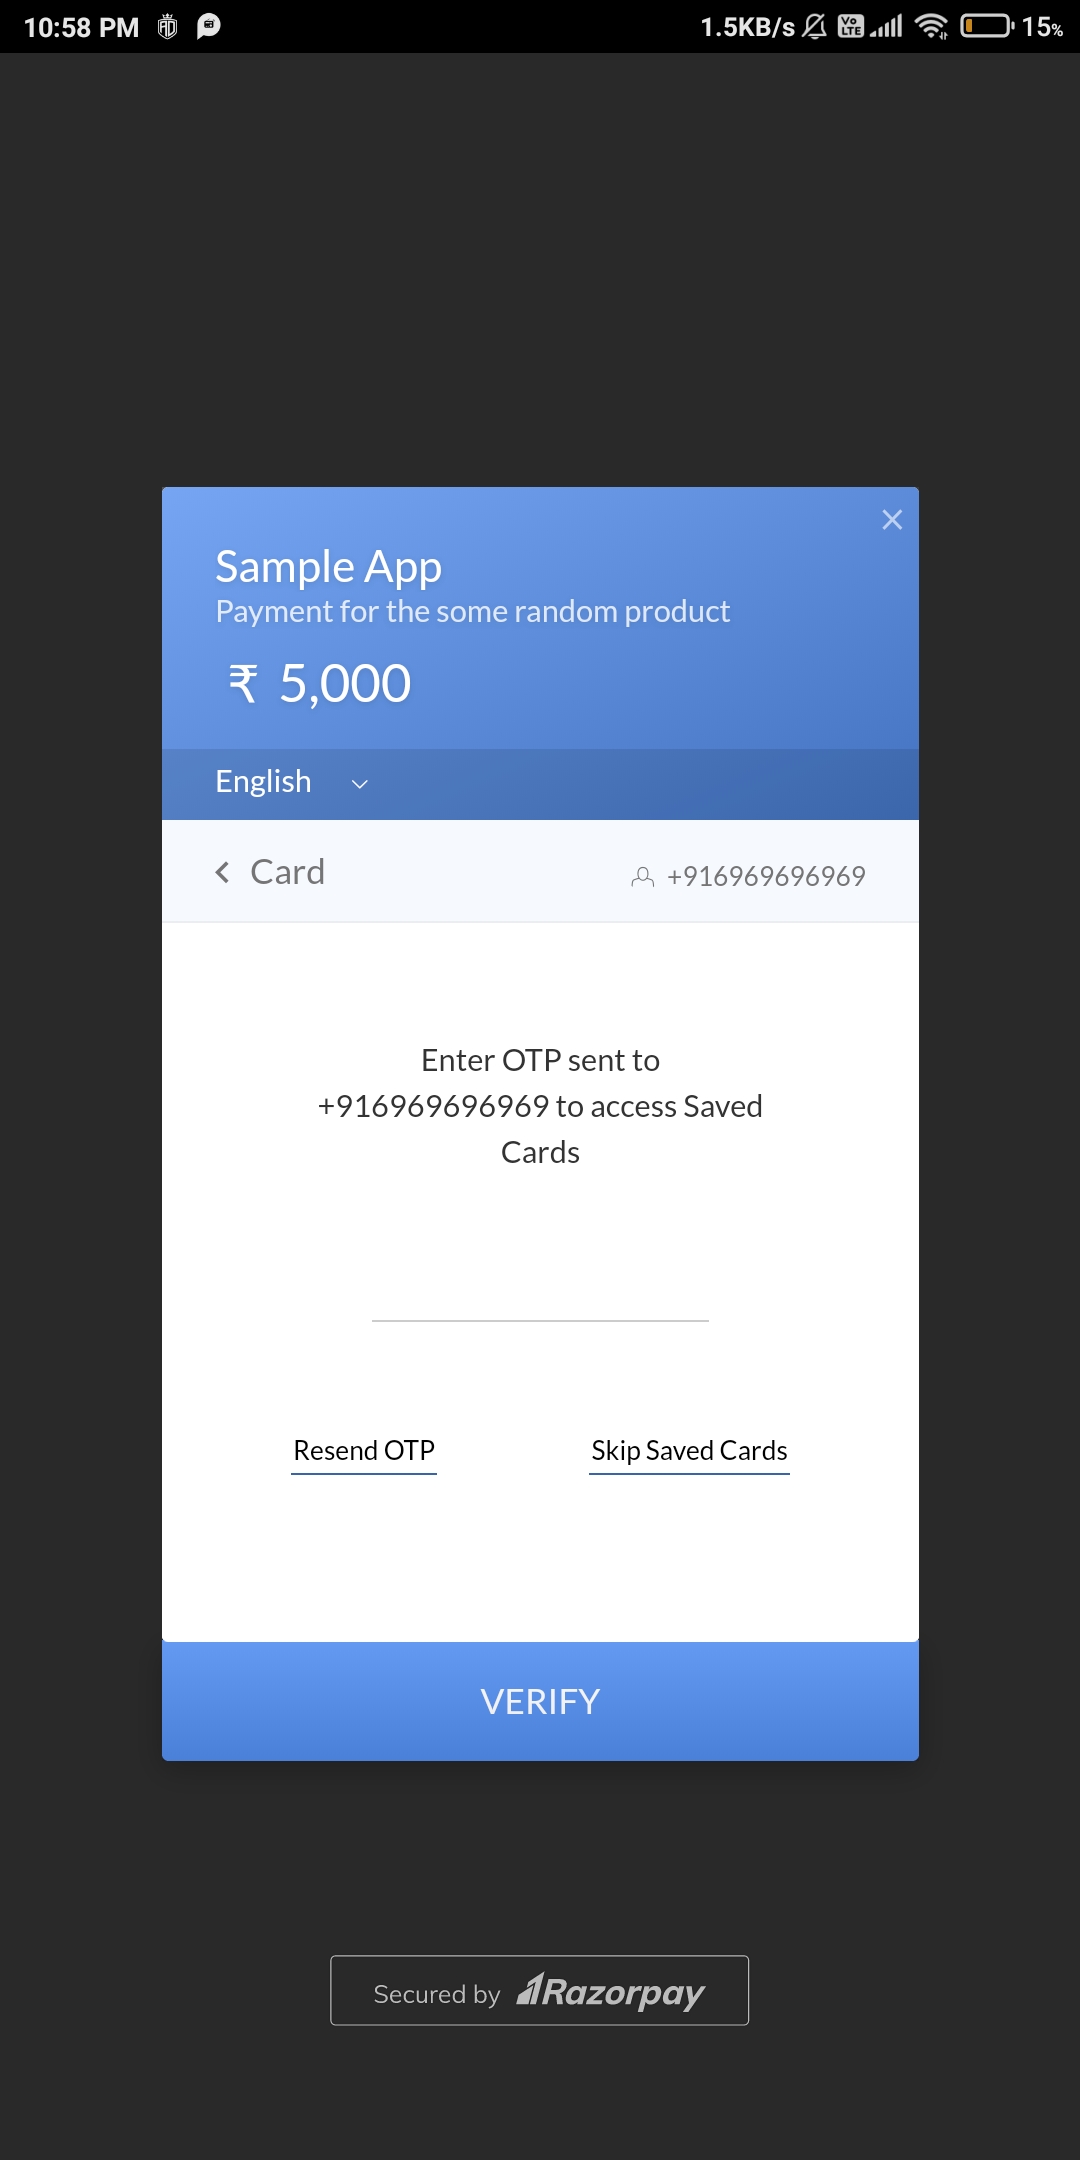 10:58 PM 1.5KB/s Vo LTE 15%
Sample App
Payment for the some random product
₹ 5,000
English
Card +916969696969
Enter OTP sent to
+916969696969 to access Saved
Cards
Resend OTP Skip Saved Cards
VERIFY
Secured by Razorpay